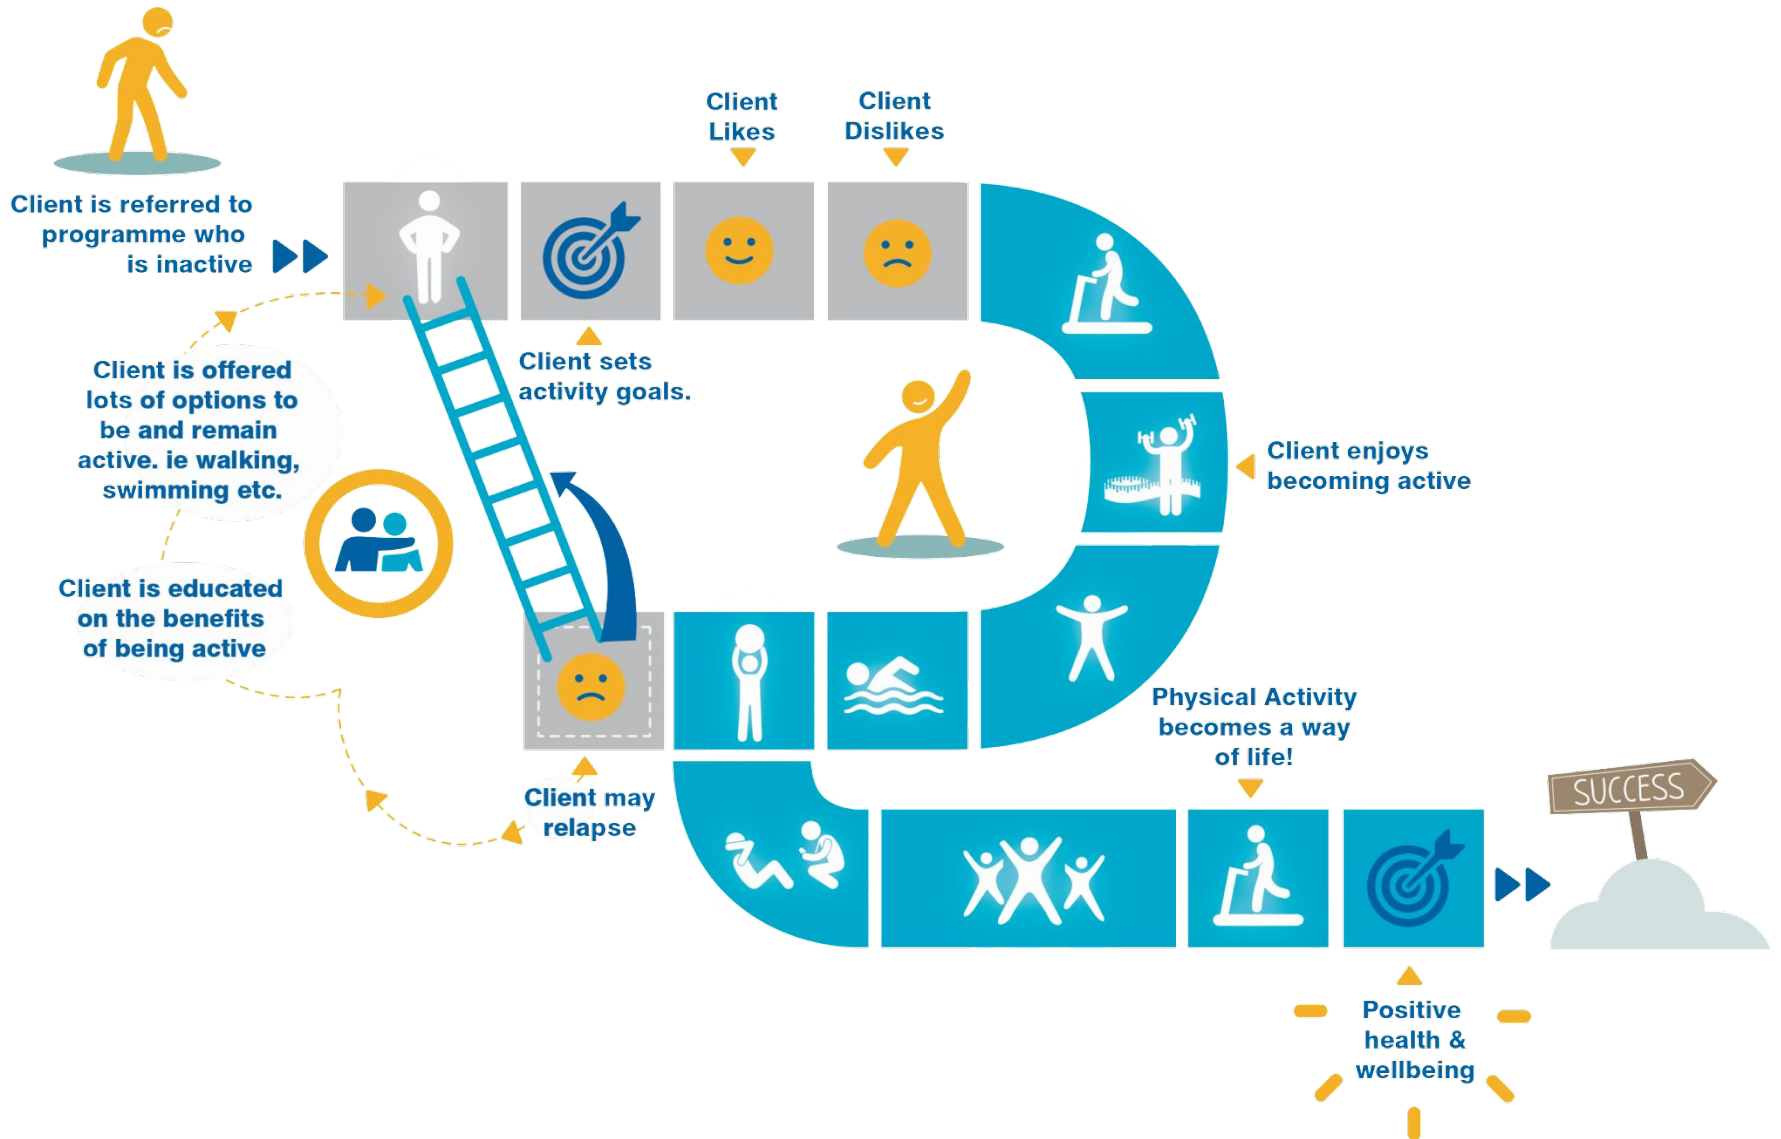 Client
Likes
Client
Dislikes
Client is referred to
programme who
is inactive
Client sets
activity goals.
Client is offered
lots of options to
be and remain
active. ie walking,
swimming etc.
Client enjoys
becoming active
Client is educated
on the benefits
of being active
Physical Activity
becomes a way
of life!
Client may
relapse
SUCCESS
Positive
health &
wellbeing